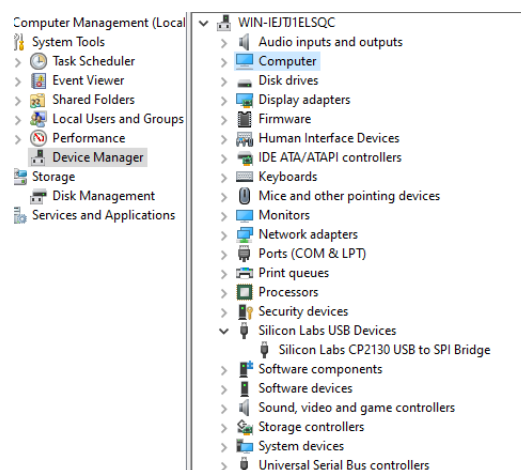 Computer Management (Local
System Tools
Task Scheduler
Event Viewer
Shared Folders
Local Users and Groups
Performance
Device Manager
Storage
Disk Management
Services and Applications
WIN-IEJTJ1ELSQC
Audio inputs and outputs
Computer
Disk drives
Display adapters
Firmware
Human Interface Devices
IDE ATA/ATAPI controllers
Keyboards
Mice and other pointing devices
Monitors
Network adapters
Ports (COM & LPT)
Print queues
Processors
Security devices
Silicon Labs USB Devices
Silicon Labs CP2130 USB to SPI Bridge
Software components
Software devices
Sound, video and game controllers
Storage controllers
System devices
Universal Serial Bus controllers